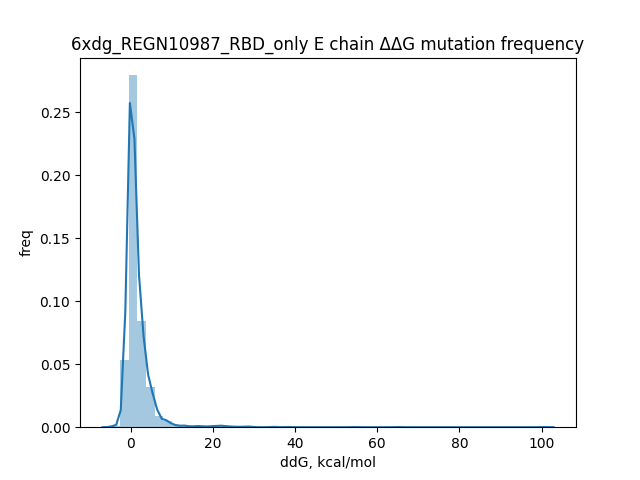 6xdg_REGN10987_RBD_only E chain ΔΔG mutation frequency
freq
0.25
0.20
0.15
0.10
0.05
0.00
0 20 40 60 80 100
ddG, kcal/mol